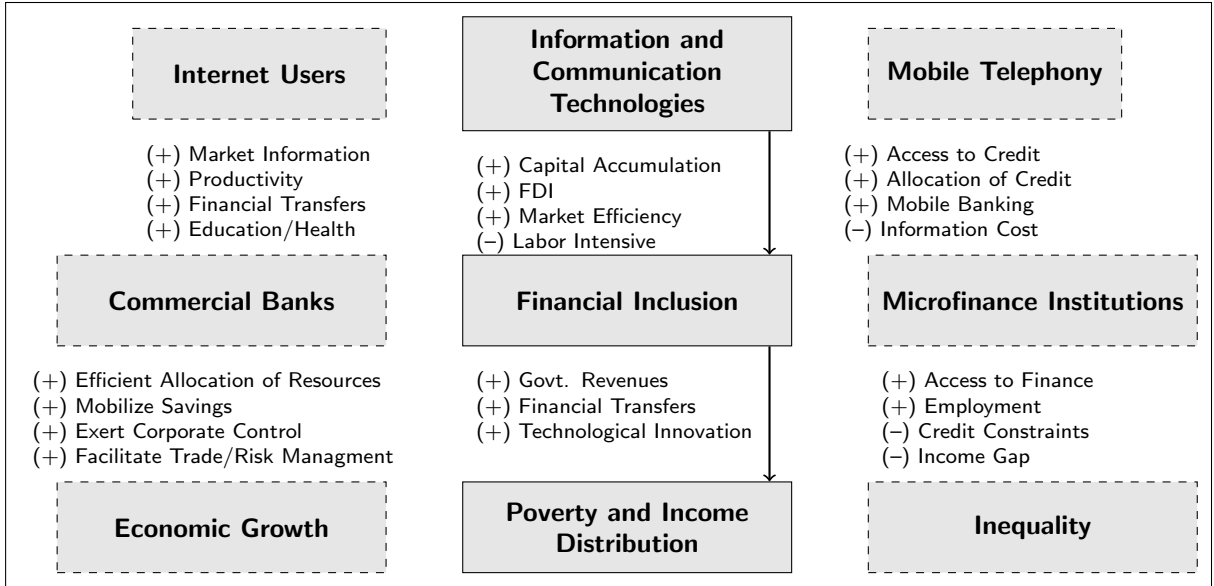 Internet Users
Information and
Communication
Technologies
Mobile Telephony
(+) Market Information
(+) Productivity
(+) Financial Transfers
(+) Education/Health
(+) Capital Accumulation
(+) FDI
(+) Market Efficiency
(–) Labor Intensive
(+) Access to Credit
(+) Allocation of Credit
(+) Mobile Banking
(–) Information Cost
Commercial Banks
Financial Inclusion
Microfinance Institutions
(+) Efficient Allocation of Resources
(+) Mobilize Savings
(+) Exert Corporate Control
(+) Facilitate Trade/Risk Managment
(+) Govt. Revenues
(+) Financial Transfers
(+) Technological Innovation
(+) Access to Finance
(+) Employment
(–) Credit Constraints
(–) Income Gap
Economic Growth
Poverty and Income
Distribution
Inequality